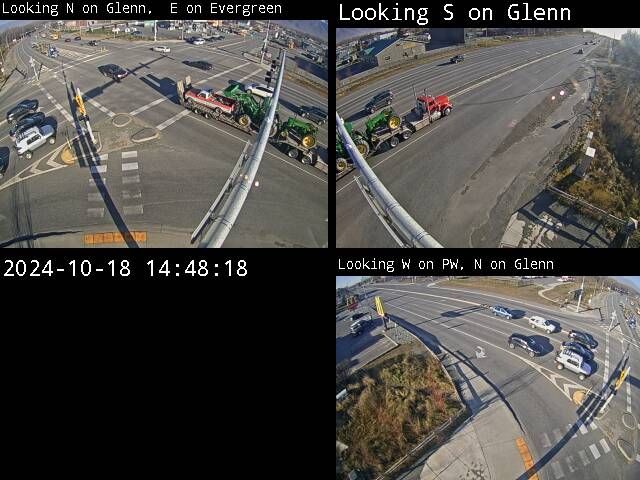 Looking N on Glenn,  E on Evergreen
Looking S on Glenn
2024-10-18 14:48:18
Looking W on PW, N on Glenn